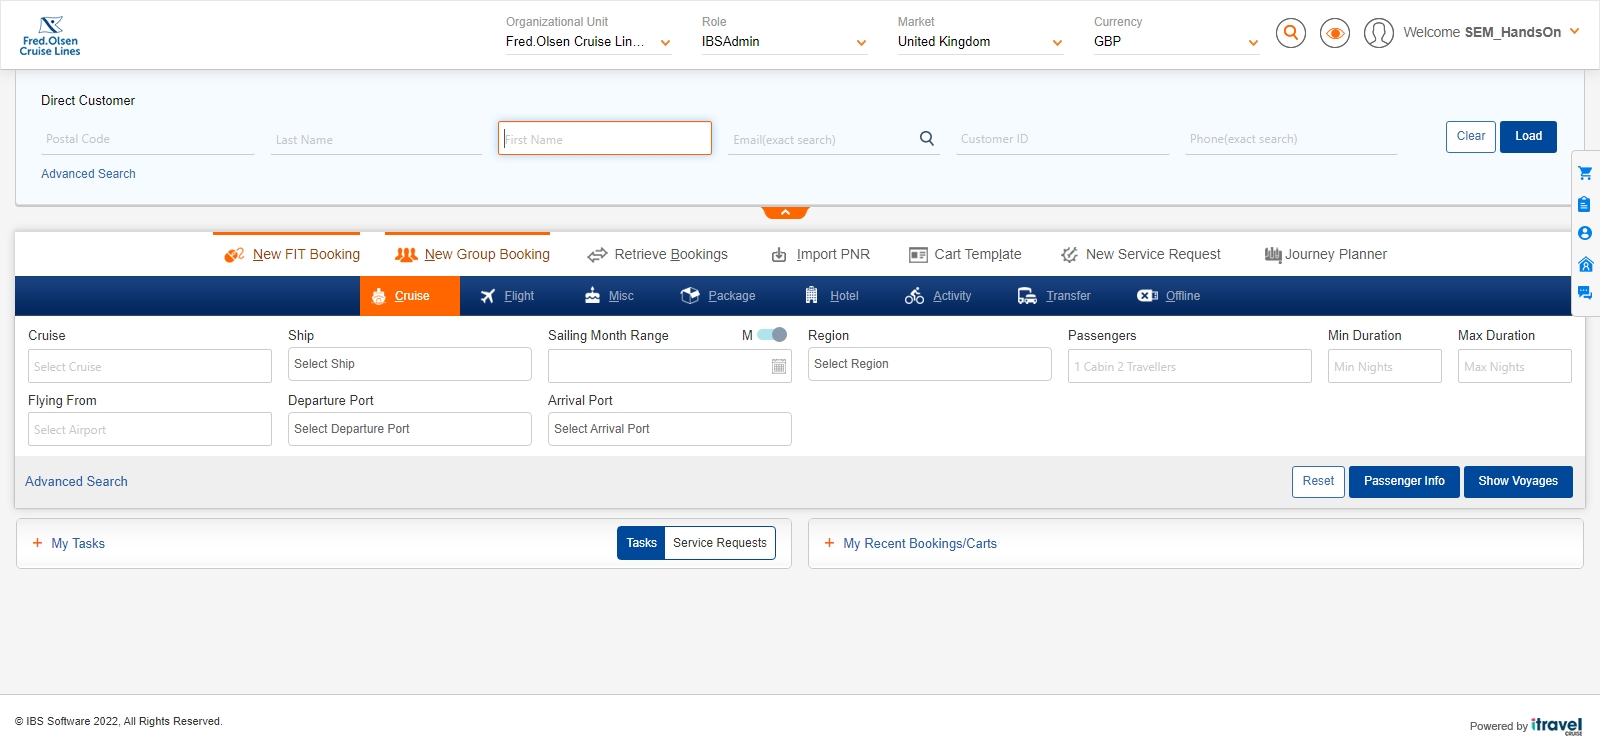 Fred.Olsen
Cruise Lines
Organizational Unit
Fred.Olsen Cruise Lin...
Role
IBSAdmin
Market
United Kingdom
Currency
GBP
Welcome SEM_HandsOn
Direct Customer
Postal Code
Last Name
First Name
Email(exact search)
Customer ID
Phone(exact search)
Clear
Load
Advanced Search
New FIT Booking
New Group Booking
Retrieve Bookings
Import PNR
Cart Template
New Service Request
Journey Planner
Cruise
Flight
Misc
Package
Hotel
Activity
Transfer
Offline
Cruise
Select Cruise
Ship
Select Ship
Sailing Month Range
M
Region
Select Region
Passengers
1 Cabin 2 Travellers
Min Duration
Min Nights
Max Duration
Max Nights
Flying From
Select Airport
Departure Port
Select Departure Port
Arrival Port
Select Arrival Port
Advanced Search
Reset
Passenger Info
Show Voyages
+ My Tasks
Tasks
Service Requests
+ My Recent Bookings/Carts
© IBS Software 2022, All Rights Reserved.
Powered by itravel
CRUISE